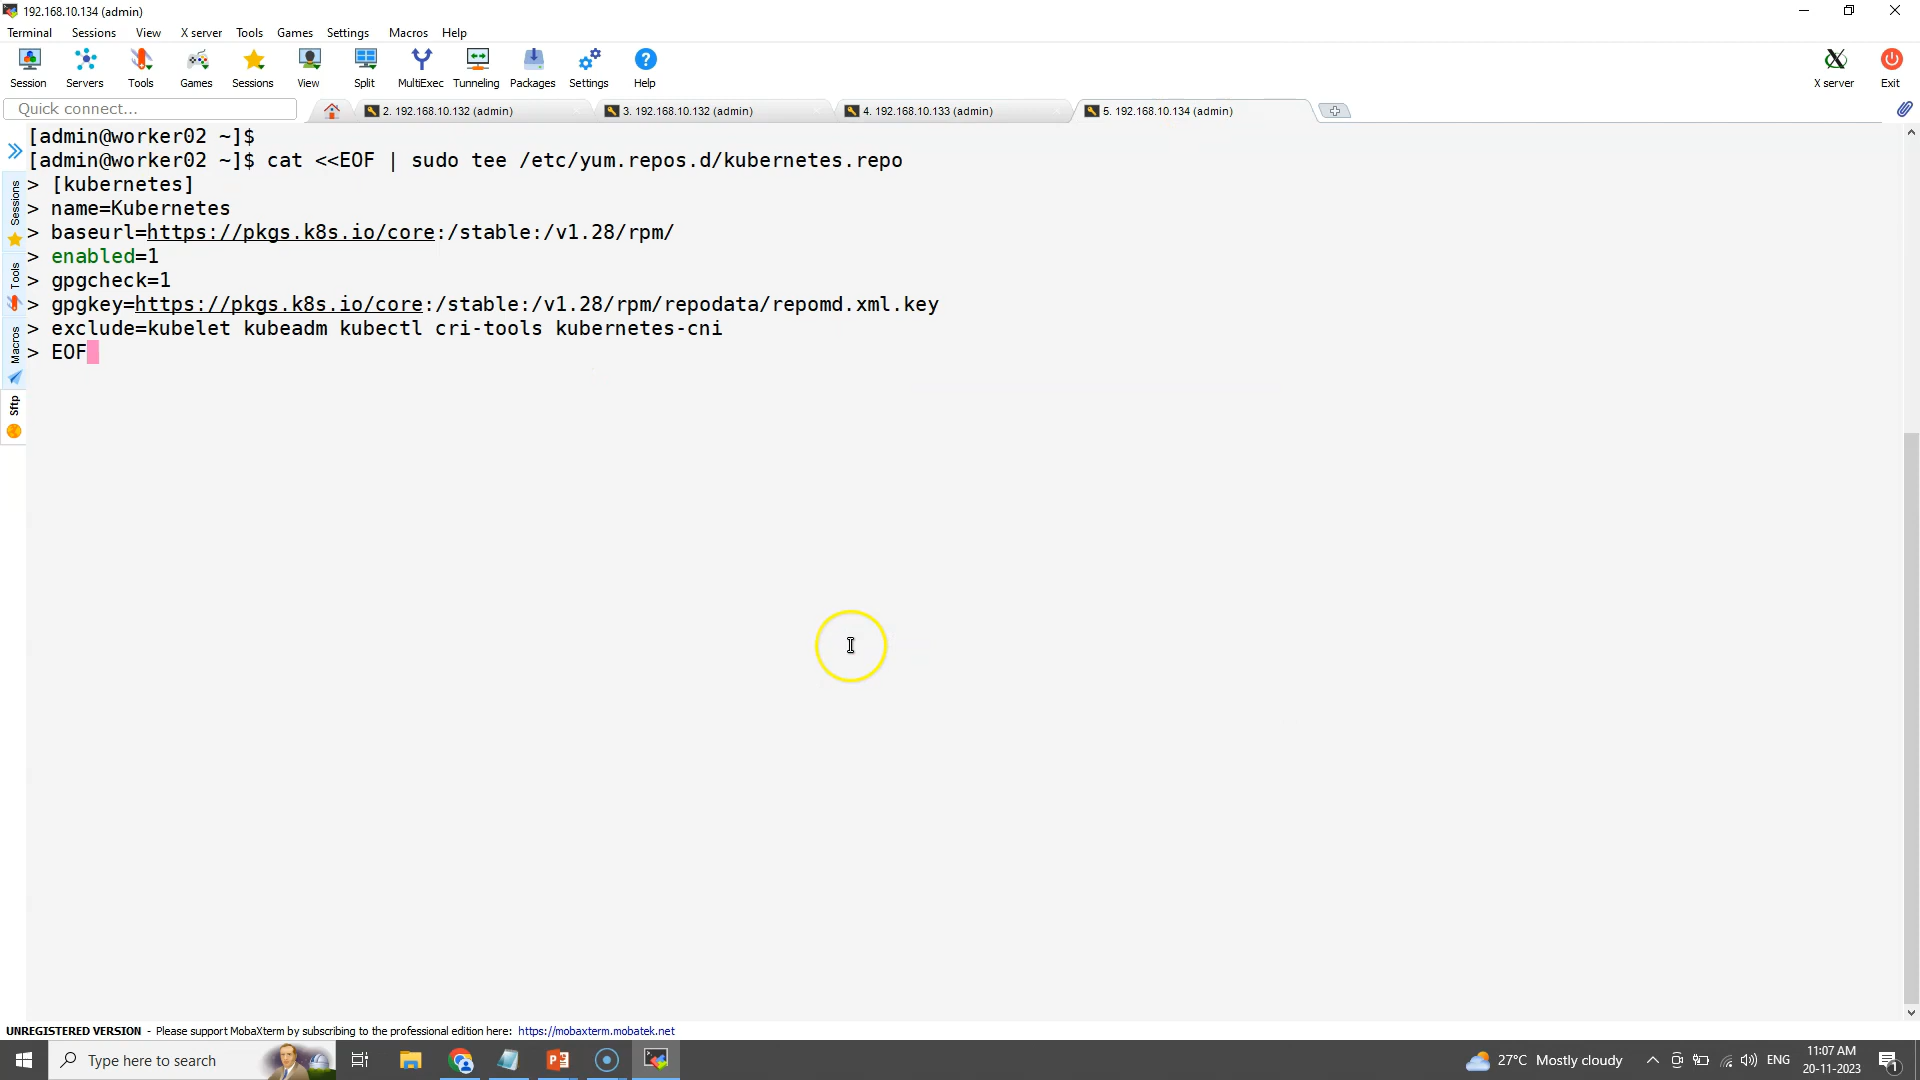 192.168.10.134 (admin)
Terminal Sessions View X server Tools Games Settings Macros Help
Session Servers Tools Games Sessions View Split MultiExec Tunneling Packages Settings Help X server Exit
Quick connect... 2. 192.168.10.132 (admin) 3. 192.168.10.132 (admin) 4. 192.168.10.133 (admin) 5. 192.168.10.134 (admin)
[admin@worker02 ~]$
[admin@worker02 ~]$ cat <<EOF | sudo tee /etc/yum.repos.d/kubernetes.repo
> [kubernetes]
> name=Kubernetes
> baseurl=https://pkgs.k8s.io/core:/stable:/v1.28/rpm/
> enabled=1
> gpgcheck=1
> gpgkey=https://pkgs.k8s.io/core:/stable:/v1.28/rpm/repodata/repomd.xml.key
> exclude=kubelet kubeadm kubectl cri-tools kubernetes-cni
> EOF
Sessions
Tools
Macros
Sftp
UNREGISTERED VERSION - Please support MobaXterm by subscribing to the professional edition here: https://mobaxterm.mobatek.net
Type here to search
27°C Mostly cloudy
ENG
11:07 AM
20-11-2023
1